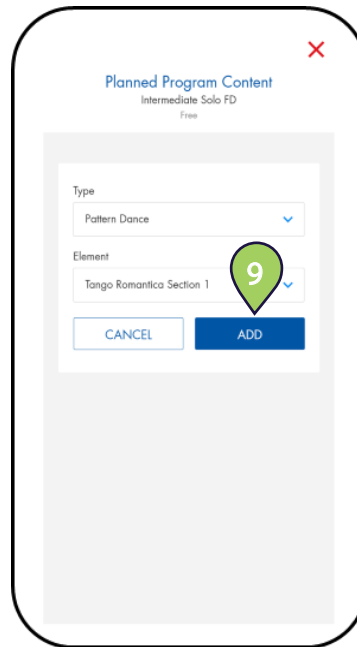 Planned Program Content
Intermediate Solo FD
Free
Type
Pattern Dance
Element
Tango Romantica Section 1
9
CANCEL ADD